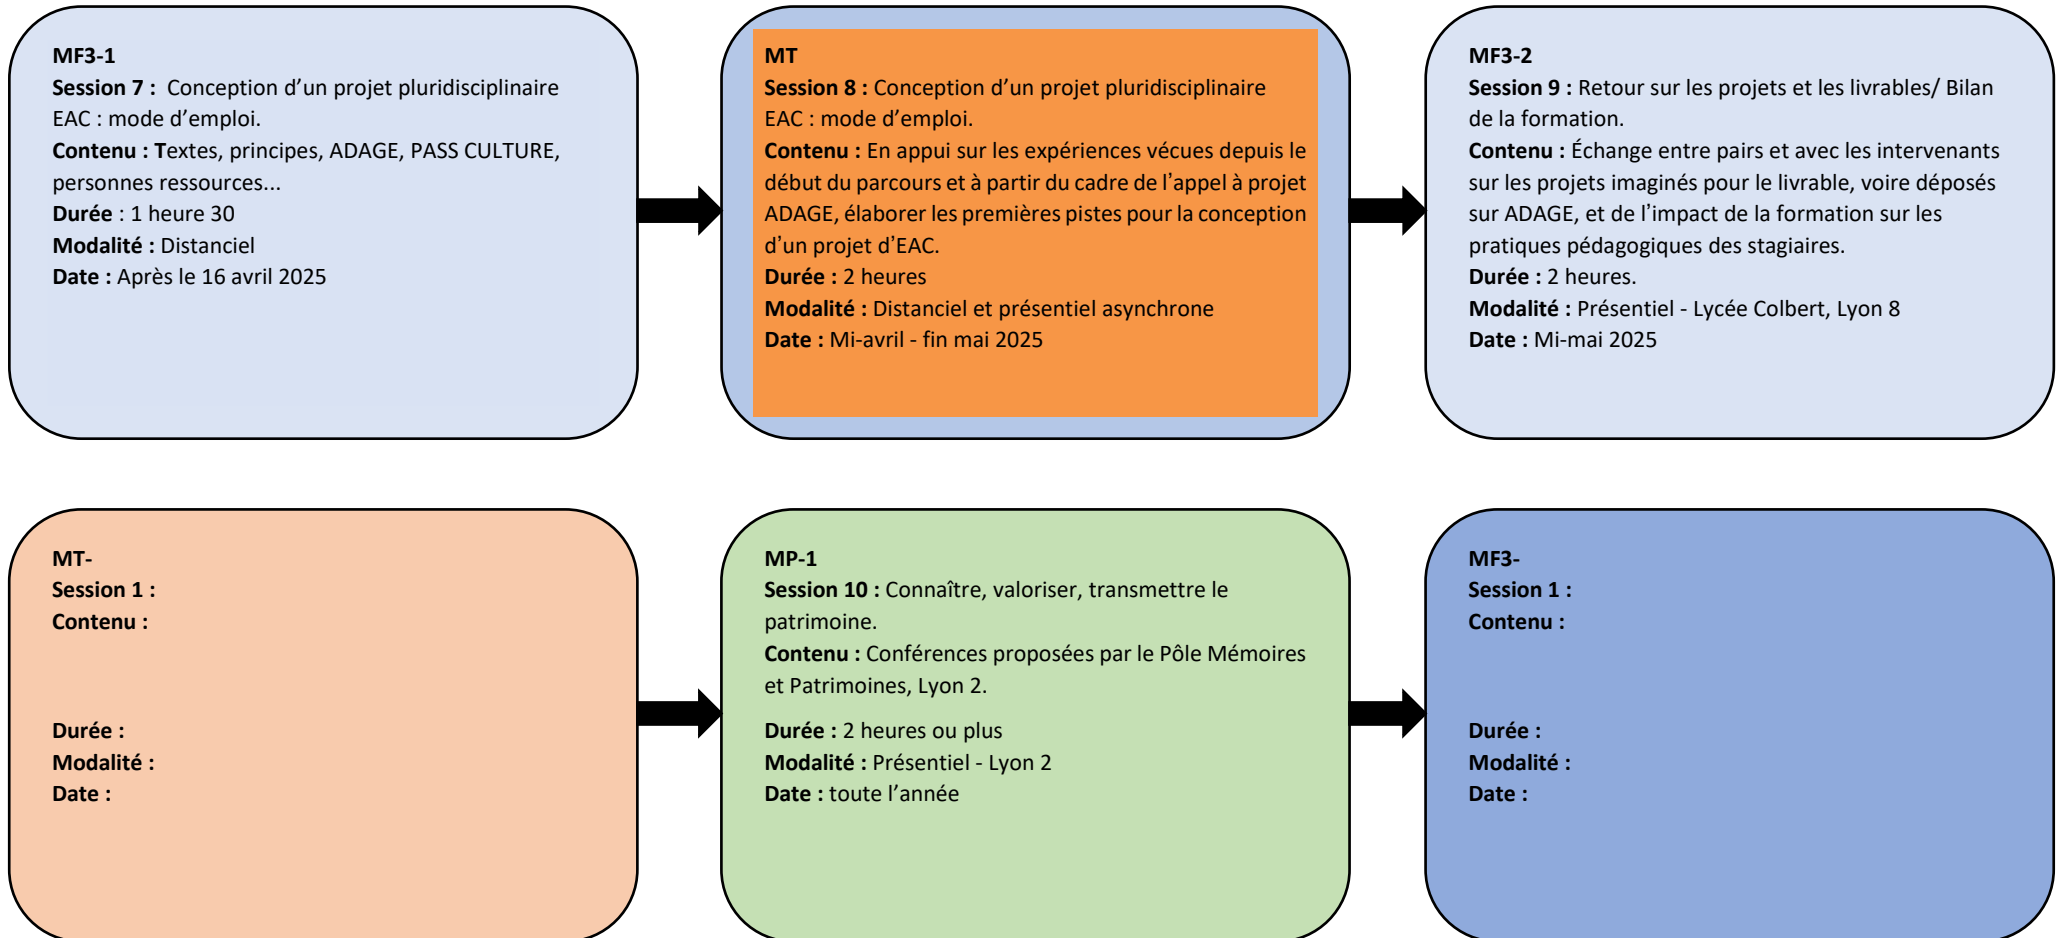 MF3-1
Session 7 :  Conception d’un projet pluridisciplinaire
EAC : mode d’emploi.
Contenu : Textes, principes, ADAGE, PASS CULTURE,
personnes ressources...
Durée : 1 heure 30
Modalité : Distanciel
Date : Après le 16 avril 2025
MT
Session 8 : Conception d’un projet pluridisciplinaire
EAC : mode d’emploi.
Contenu : En appui sur les expériences vécues depuis le
début du parcours et à partir du cadre de l’appel à projet
ADAGE, élaborer les premières pistes pour la conception
d’un projet d’EAC.
Durée : 2 heures
Modalité : Distanciel et présentiel asynchrone
Date : Mi-avril - fin mai 2025
MF3-2
Session 9 : Retour sur les projets et les livrables/ Bilan
de la formation.
Contenu : Échange entre pairs et avec les intervenants
sur les projets imaginés pour le livrable, voire déposés
sur ADAGE, et de l’impact de la formation sur les
pratiques pédagogiques des stagiaires.
Durée : 2 heures.
Modalité : Présentiel - Lycée Colbert, Lyon 8
Date : Mi-mai 2025
MT-
Session 1 :
Contenu :
Durée :
Modalité :
Date :
MP-1
Session 10 : Connaître, valoriser, transmettre le
patrimoine.
Contenu : Conférences proposées par le Pôle Mémoires
et Patrimoines, Lyon 2.
Durée : 2 heures ou plus
Modalité : Présentiel - Lyon 2
Date : toute l’année
MF3-
Session 1 :
Contenu :
Durée :
Modalité :
Date :